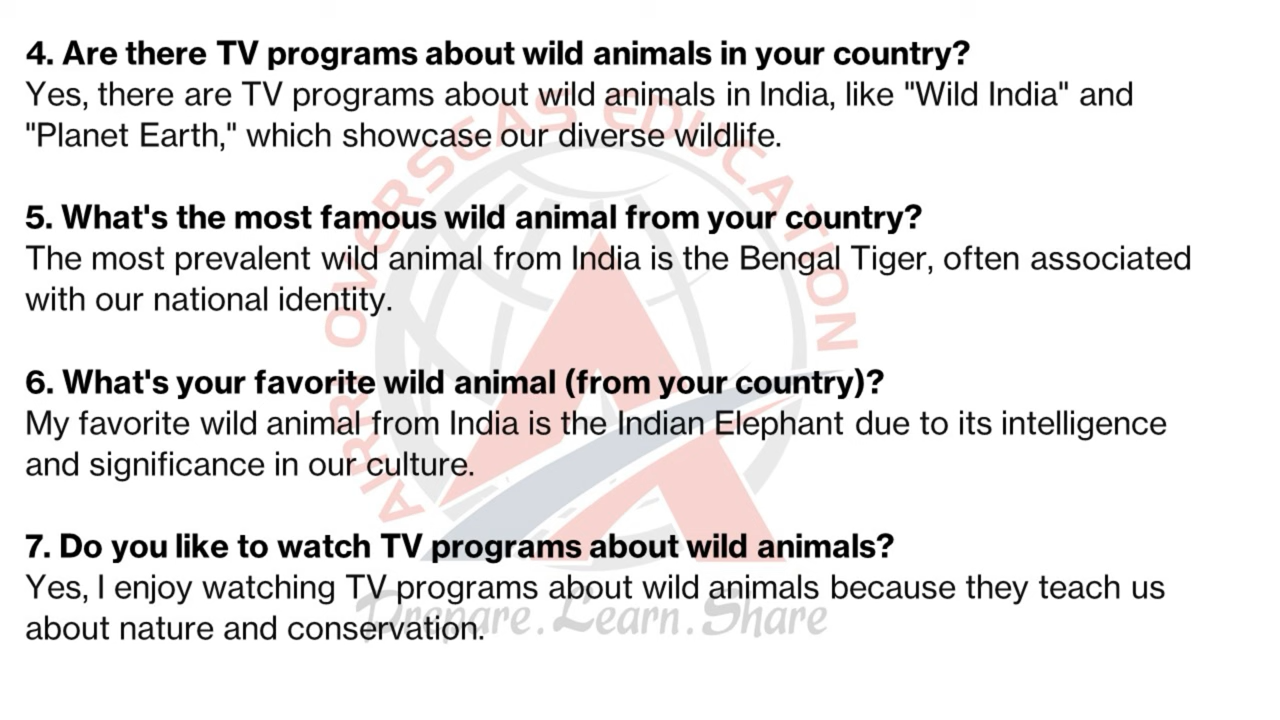 4. Are there TV programs about wild animals in your country?
Yes, there are TV programs about wild animals in India, like "Wild India" and
"Planet Earth," which showcase our diverse wildlife.
5. What's the most famous wild animal from your country?
The most prevalent wild animal from India is the Bengal Tiger, often associated
with our national identity.
6. What's your favorite wild animal (from your country)?
My favorite wild animal from India is the Indian Elephant due to its intelligence
and significance in our culture.
7. Do you like to watch TV programs about wild animals?
Yes, I enjoy watching TV programs about wild animals because they teach us
about nature and conservation.
OVERSEAS EDUCATION
Prepare. Learn. Share